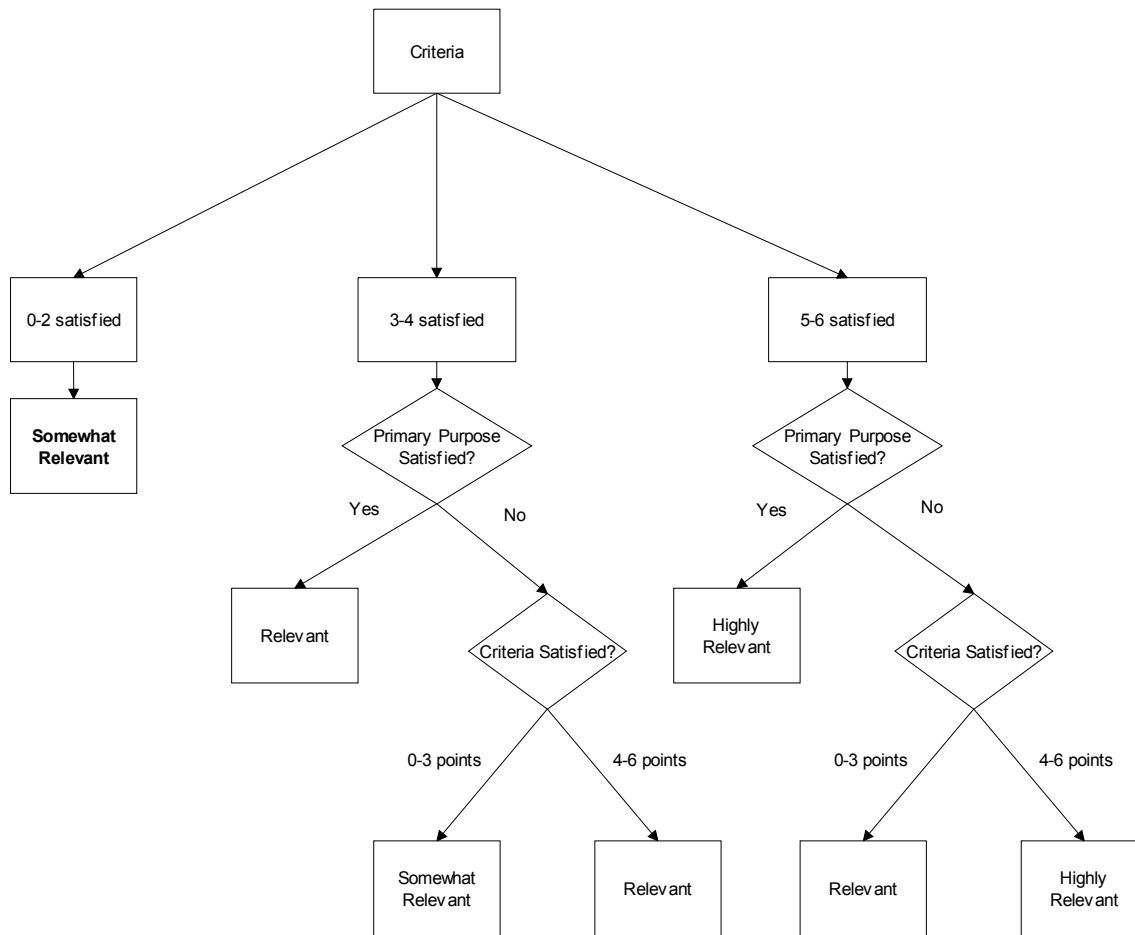 Criteria
0-2 satisfied
3-4 satisfied
5-6 satisfied
Somewhat
Relevant
Primary Purpose
Satisfied?
Primary Purpose
Satisfied?
Yes
No
Yes
No
Relevant
Criteria Satisfied?
Highly
Relevant
Criteria Satisfied?
0-3 points
4-6 points
0-3 points
4-6 points
Somewhat
Relevant
Relevant
Relevant
Highly
Relevant